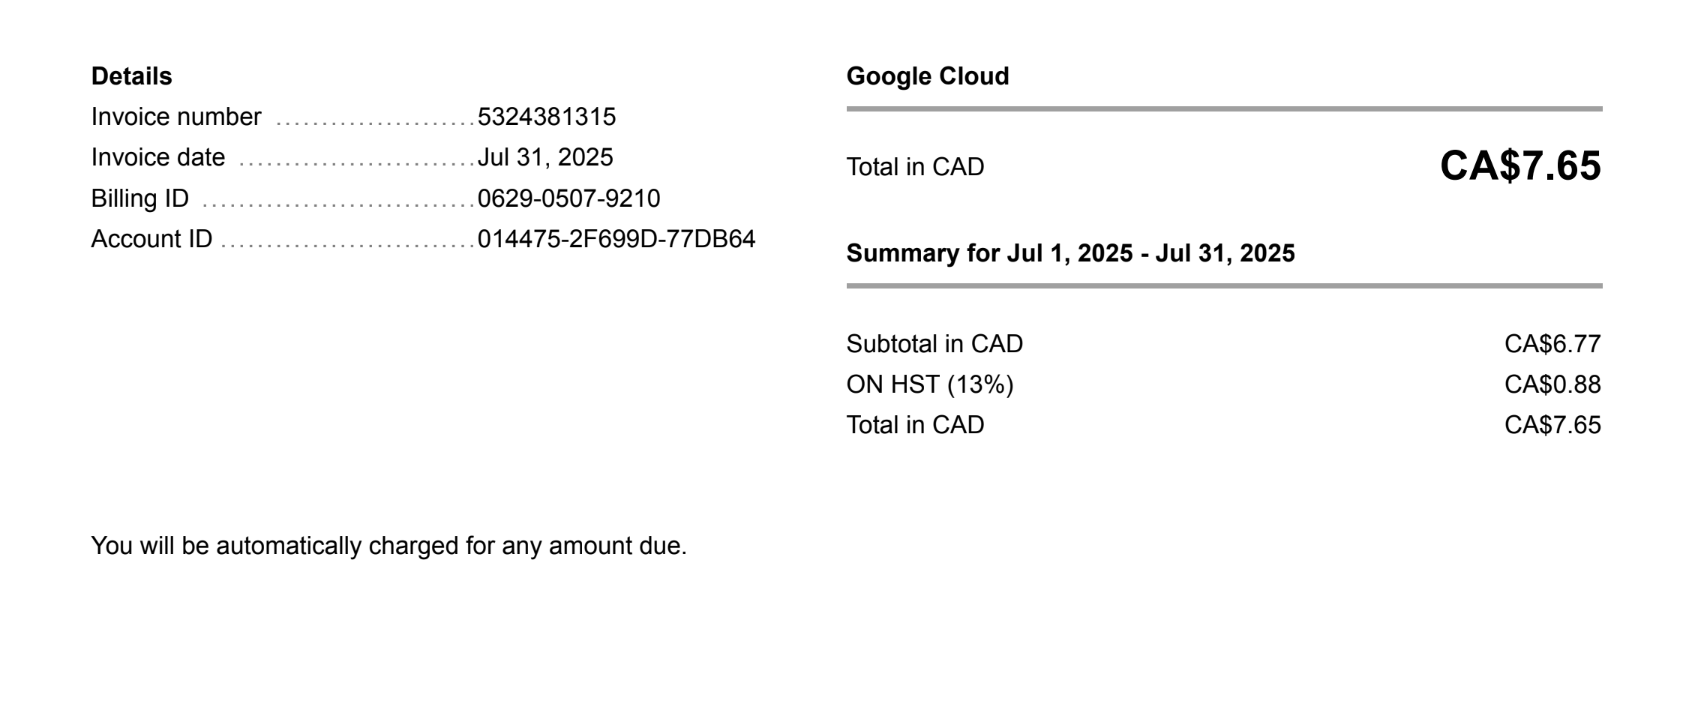 Details
Invoice number ......................5324381315
Invoice date ..........................Jul 31, 2025
Billing ID ..............................0629-0507-9210
Account ID ............................014475-2F699D-77DB64
Google Cloud
Total in CAD CA$7.65
Summary for Jul 1, 2025 - Jul 31, 2025
Subtotal in CAD CA$6.77
ON HST (13%) CA$0.88
Total in CAD CA$7.65
You will be automatically charged for any amount due.